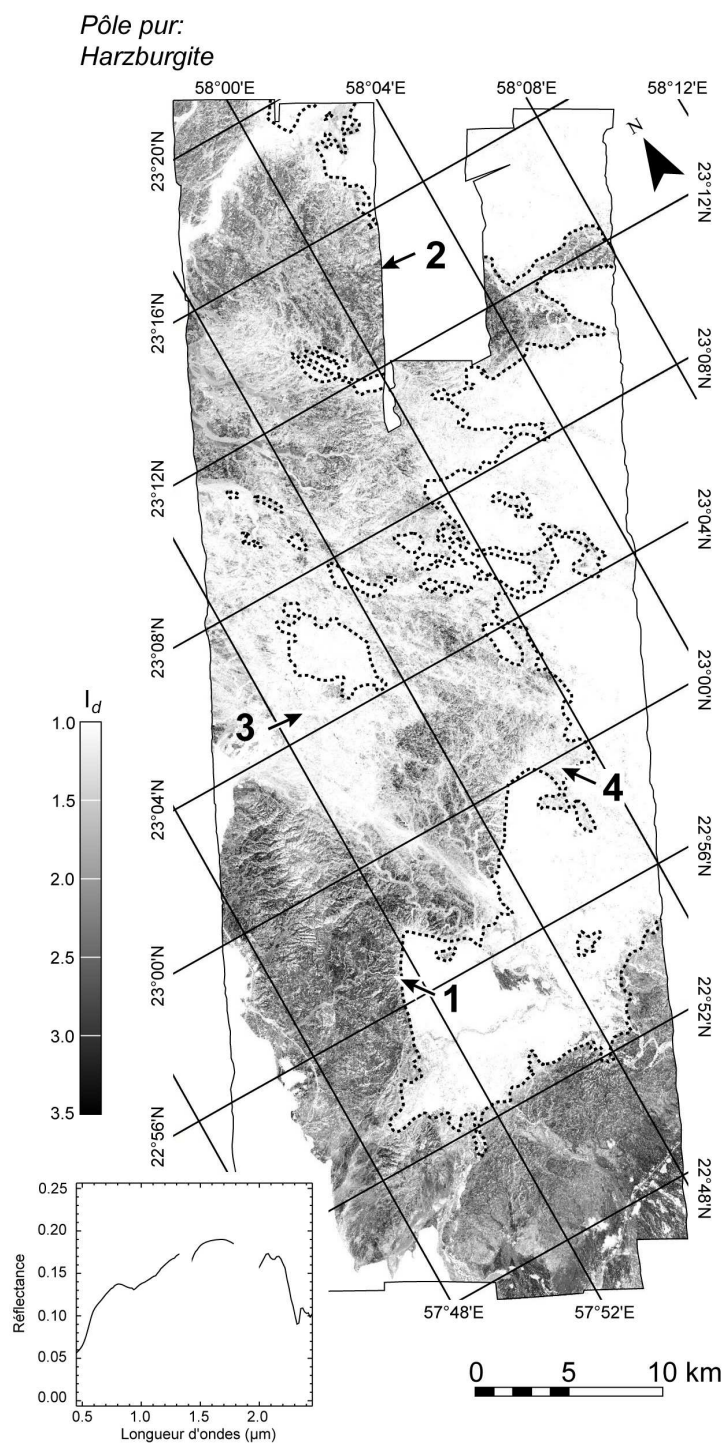 Pôle pur:
Harzburgite
58°00'E
58°04'E
58°08'E
58°12'E
N
23°20'N
23°16'N
23°12'N
23°08'N
23°04'N
23°00'N
22°56'N
23°12'N
23°08'N
23°04'N
23°00'N
22°56'N
22°52'N
22°48'N
2
3
4
1
I_d
1.0
1.5
2.0
2.5
3.0
3.5
57°48'E
57°52'E
0.25
0.20
0.15
0.10
0.05
0.00
Réflectance
0.5 1.0 1.5 2.0
Longueur d'ondes (µm)
0 5 10 km